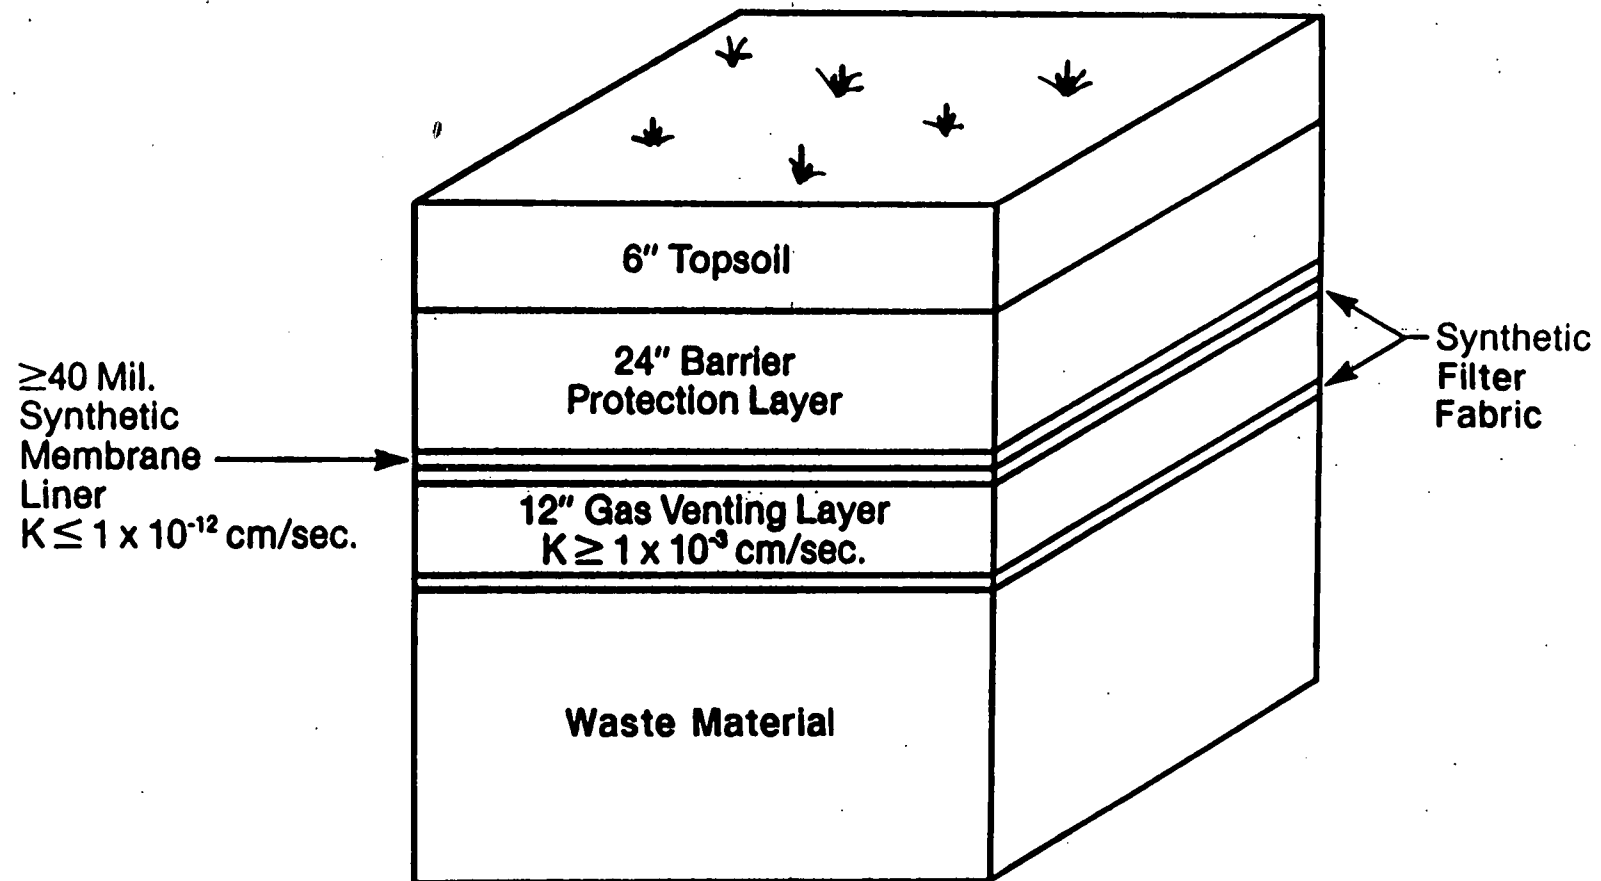 6″ Topsoil
24″ Barrier
Protection Layer
≥40 Mil.
Synthetic
Membrane
Liner
K ≤ 1 x 10⁻¹² cm/sec.
Synthetic
Filter
Fabric
12″ Gas Venting Layer
K ≥ 1 x 10⁻³ cm/sec.
Waste Material